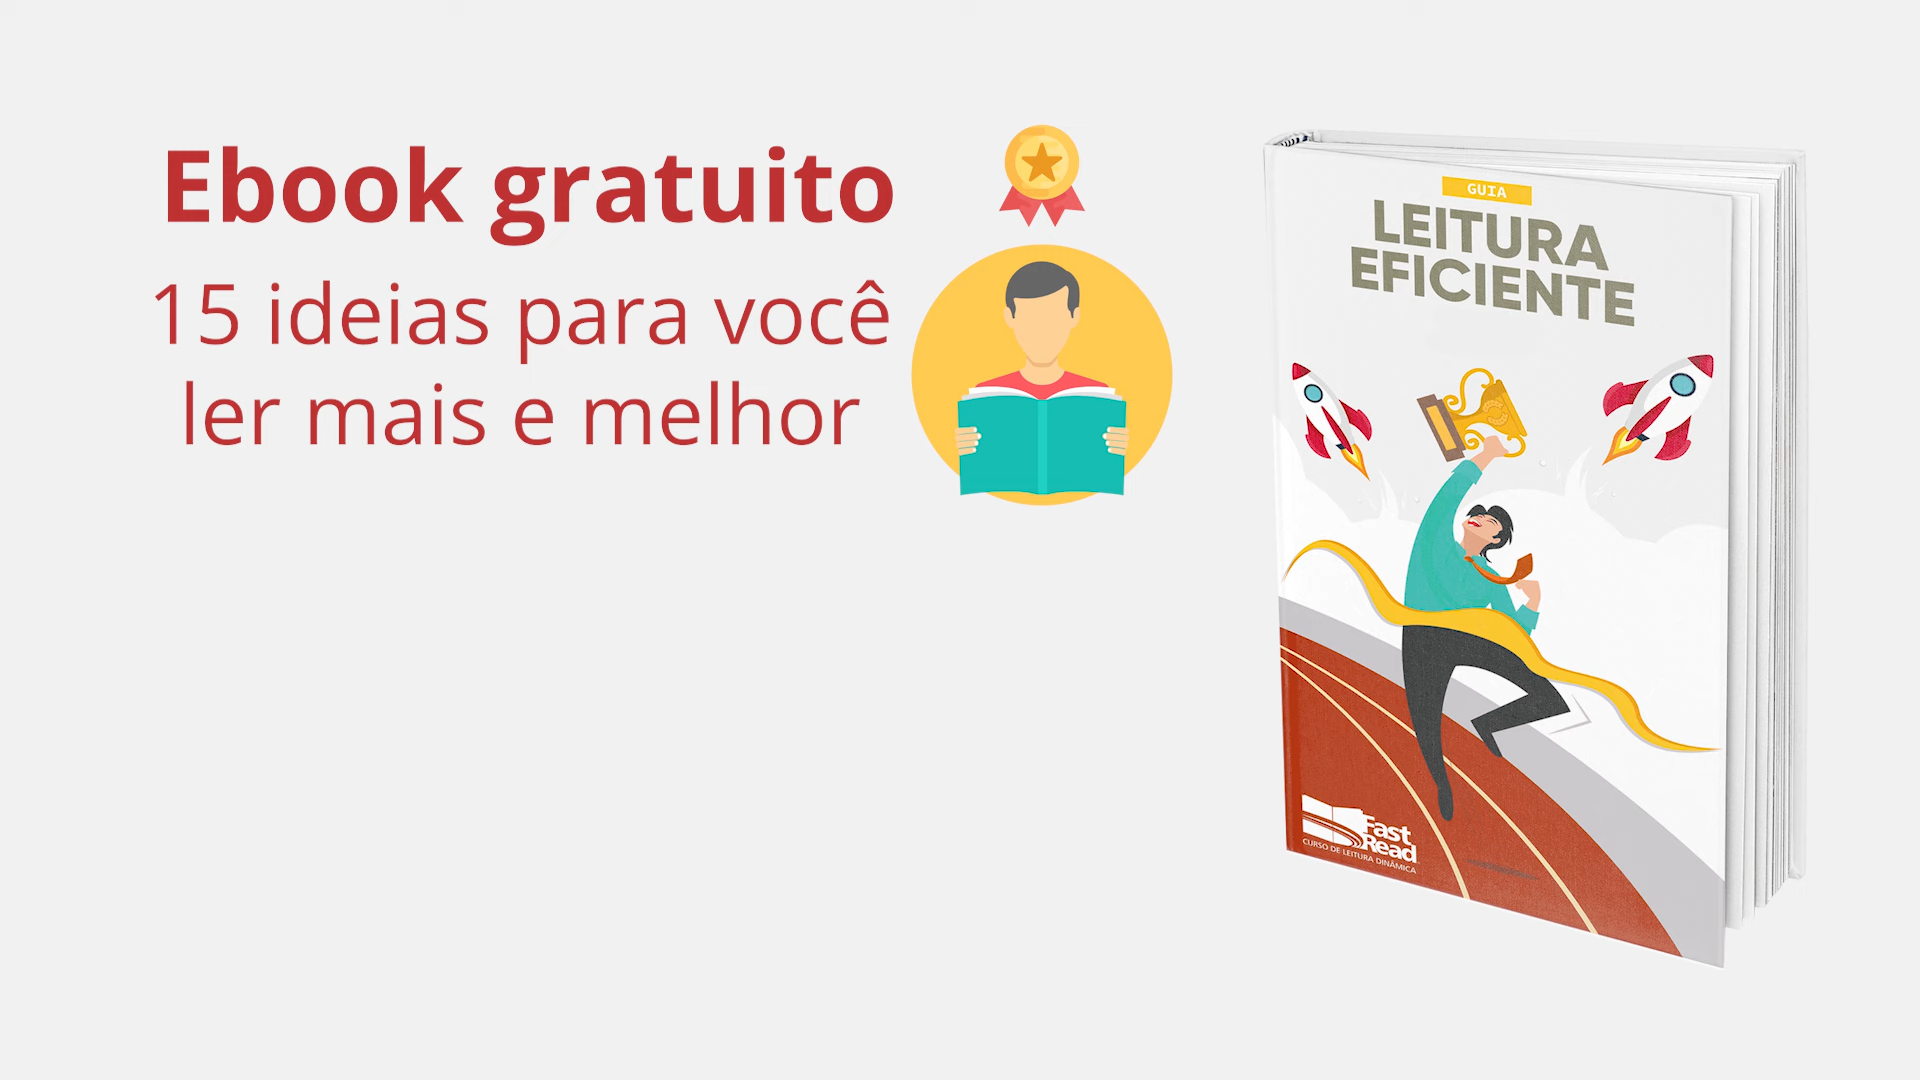 Ebook gratuito
15 ideias para você
ler mais e melhor
GUIA
LEITURA
EFICIENTE
Fast
Read
CURSO DE LEITURA DINÂMICA